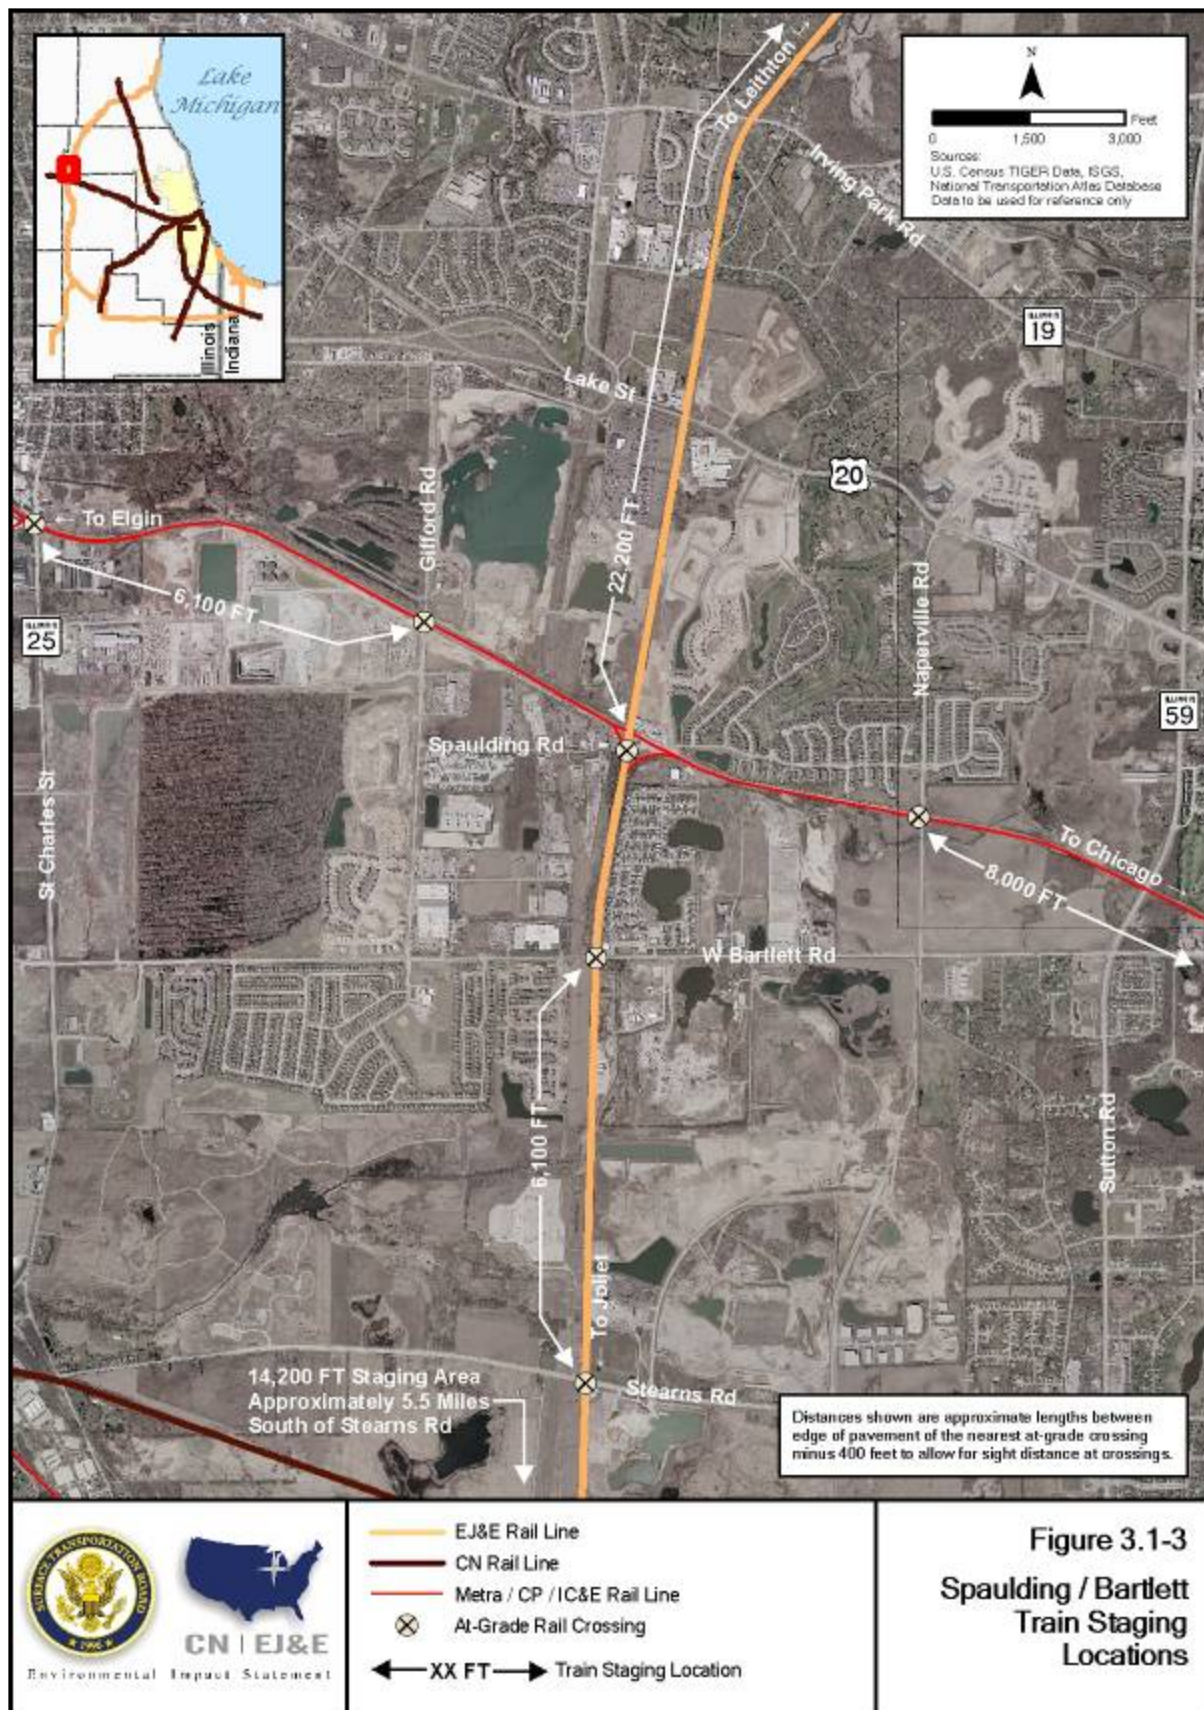 Lake
Michigan
Illinois
Indiana
N
0 1,500 3,000 Feet
Sources:
U.S. Census TIGER Data, ISGS,
National Transportation Atlas Database
Data to be used for reference only
To Leithton
Irving Park Rd
ILLINOIS
19
Lake St
20
Gifford Rd
← To Elgin
6,100 FT
22,200 FT
ILLINOIS
25
Naperville Rd
ILLINOIS
59
Spaulding Rd
St Charles St
To Chicago →
8,000 FT
W Bartlett Rd
6,100 FT
Sutton Rd
To Joliet
14,200 FT Staging Area
Approximately 5.5 Miles
South of Stearns Rd
Stearns Rd
Distances shown are approximate lengths between
edge of pavement of the nearest at-grade crossing
minus 400 feet to allow for sight distance at crossings.
SURFACE TRANSPORTATION BOARD
1996
CN | EJ&E
Environmental Impact Statement
EJ&E Rail Line
CN Rail Line
Metra / CP / IC&E Rail Line
At-Grade Rail Crossing
XX FT Train Staging Location
Figure 3.1-3
Spaulding / Bartlett
Train Staging
Locations